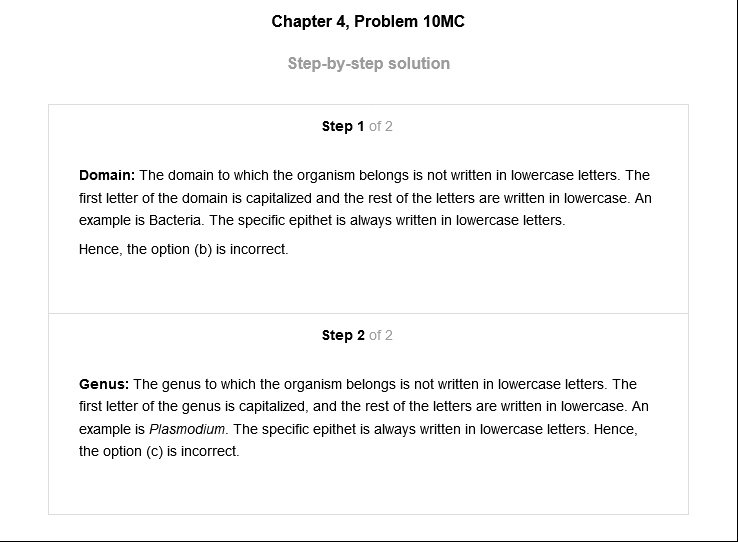 Chapter 4, Problem 10MC
Step-by-step solution
Step 1 of 2
Domain: The domain to which the organism belongs is not written in lowercase letters. The
first letter of the domain is capitalized and the rest of the letters are written in lowercase. An
example is Bacteria. The specific epithet is always written in lowercase letters.
Hence, the option (b) is incorrect.
Step 2 of 2
Genus: The genus to which the organism belongs is not written in lowercase letters. The
first letter of the genus is capitalized, and the rest of the letters are written in lowercase. An
example is Plasmodium. The specific epithet is always written in lowercase letters. Hence,
the option (c) is incorrect.